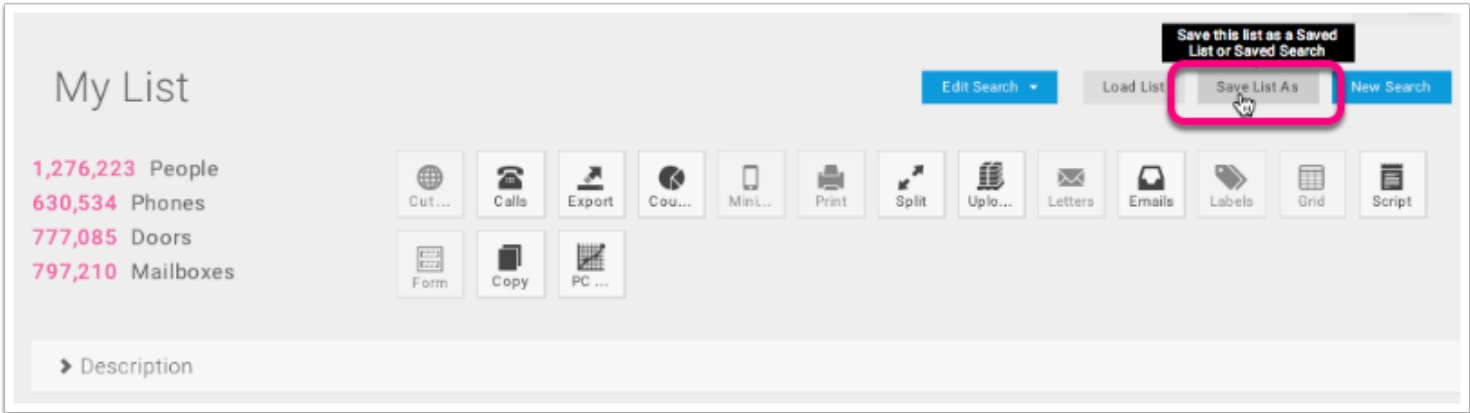 Save this list as a Saved
List or Saved Search
My List
Edit Search
Load List
Save List As
New Search
1,276,223 People
630,534 Phones
777,085 Doors
797,210 Mailboxes
Cut...
Calls
Export
Cou...
Mini...
Print
Split
Uplo...
Letters
Emails
Labels
Grid
Script
Form
Copy
PC ...
Description